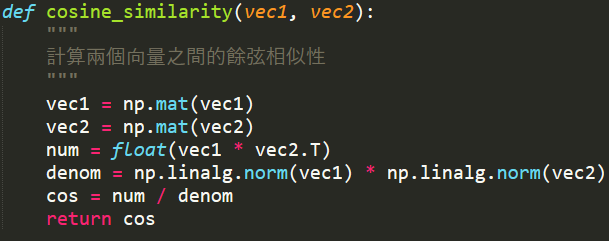 def cosine_similarity(vec1, vec2):
    """
    計算兩個向量之間的餘弦相似性
    """
    vec1 = np.mat(vec1)
    vec2 = np.mat(vec2)
    num = float(vec1 * vec2.T)
    denom = np.linalg.norm(vec1) * np.linalg.norm(vec2)
    cos = num / denom
    return cos